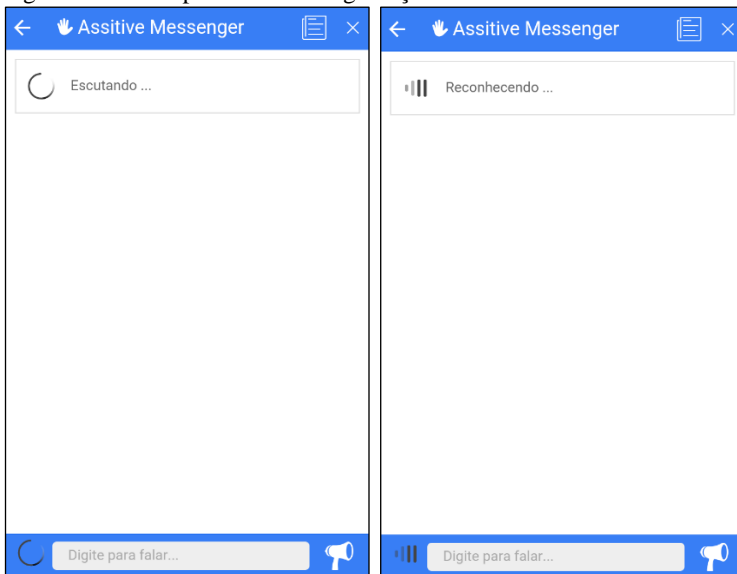 Assitive Messenger
Escutando ...
Digite para falar...
Assitive Messenger
Reconhecendo ...
Digite para falar...